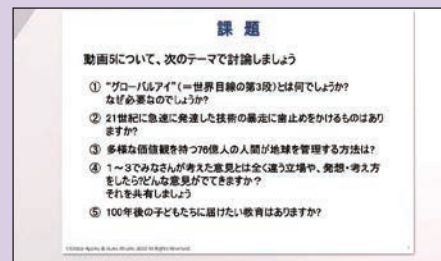 課 題
動画5について、次のテーマで討論しましょう
① “グローバルアイ”（＝世界目線の第3段）とは何でしょうか?
なぜ必要なのでしょうか?
② 21世紀に急速に発達した技術の暴走に歯止めをかけるものはあり
ますか?
③ 多様な価値観を持つ76億人の人間が地球を管理する方法は?
④ 1～3でみなさんが考えた意見とは全く違う立場や、発想・考え方
をしたら?どんな意見がでてきますか？
それを共有しましょう
⑤ 100年後の子どもたちに届けたい教育はありますか?
All Rights Reserved